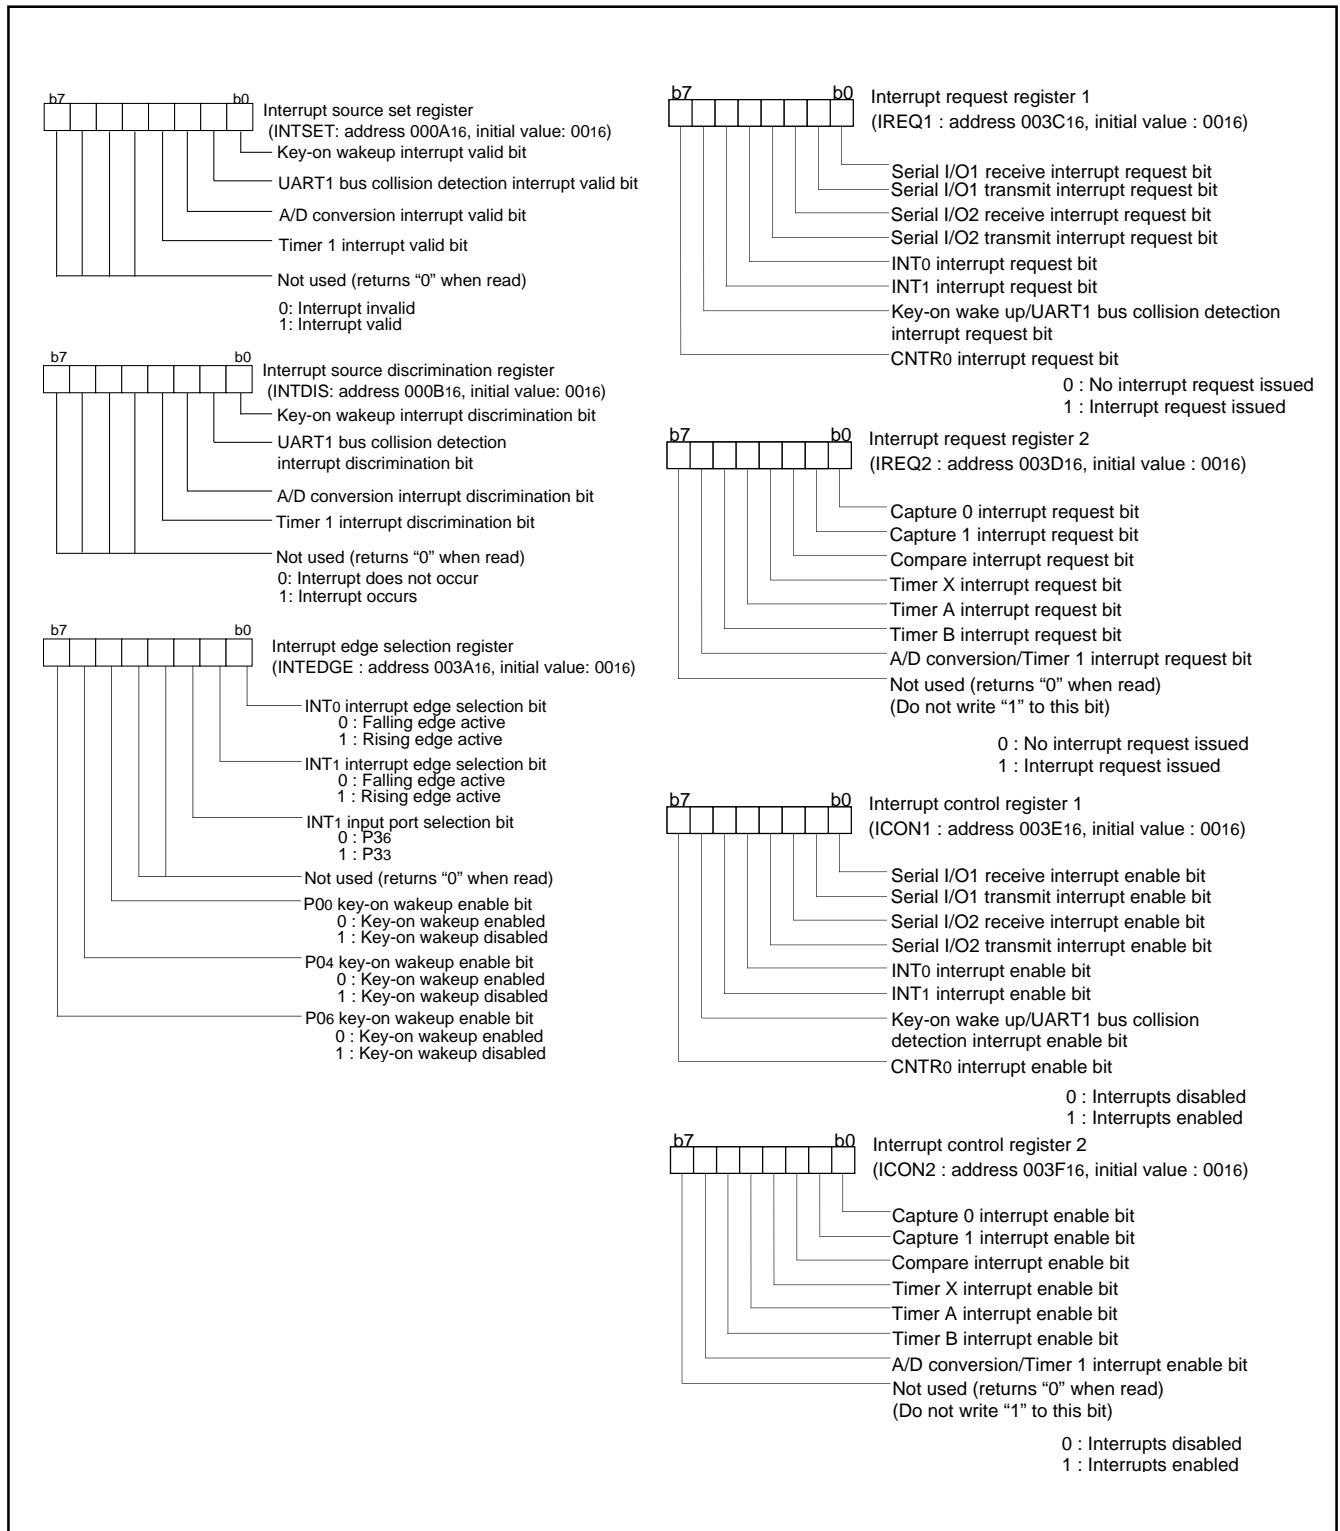 b7 b0
Interrupt source set register
(INTSET: address 000A16, initial value: 0016)
Key-on wakeup interrupt valid bit
UART1 bus collision detection interrupt valid bit
A/D conversion interrupt valid bit
Timer 1 interrupt valid bit
Not used (returns “0” when read)
0: Interrupt invalid
1: Interrupt valid
b7 b0
Interrupt source discrimination register
(INTDIS: address 000B16, initial value: 0016)
Key-on wakeup interrupt discrimination bit
UART1 bus collision detection
interrupt discrimination bit
A/D conversion interrupt discrimination bit
Timer 1 interrupt discrimination bit
Not used (returns “0” when read)
0: Interrupt does not occur
1: Interrupt occurs
b7 b0
Interrupt edge selection register
(INTEDGE : address 003A16, initial value: 0016)
INT0 interrupt edge selection bit
0 : Falling edge active
1 : Rising edge active
INT1 interrupt edge selection bit
0 : Falling edge active
1 : Rising edge active
INT1 input port selection bit
0 : P36
1 : P33
Not used (returns “0” when read)
P00 key-on wakeup enable bit
0 : Key-on wakeup enabled
1 : Key-on wakeup disabled
P04 key-on wakeup enable bit
0 : Key-on wakeup enabled
1 : Key-on wakeup disabled
P06 key-on wakeup enable bit
0 : Key-on wakeup enabled
1 : Key-on wakeup disabled
b7 b0
Interrupt request register 1
(IREQ1 : address 003C16, initial value : 0016)
Serial I/O1 receive interrupt request bit
Serial I/O1 transmit interrupt request bit
Serial I/O2 receive interrupt request bit
Serial I/O2 transmit interrupt request bit
INT0 interrupt request bit
INT1 interrupt request bit
Key-on wake up/UART1 bus collision detection
interrupt request bit
CNTR0 interrupt request bit
0 : No interrupt request issued
1 : Interrupt request issued
b7 b0
Interrupt request register 2
(IREQ2 : address 003D16, initial value : 0016)
Capture 0 interrupt request bit
Capture 1 interrupt request bit
Compare interrupt request bit
Timer X interrupt request bit
Timer A interrupt request bit
Timer B interrupt request bit
A/D conversion/Timer 1 interrupt request bit
Not used (returns “0” when read)
(Do not write “1” to this bit)
0 : No interrupt request issued
1 : Interrupt request issued
b7 b0
Interrupt control register 1
(ICON1 : address 003E16, initial value : 0016)
Serial I/O1 receive interrupt enable bit
Serial I/O1 transmit interrupt enable bit
Serial I/O2 receive interrupt enable bit
Serial I/O2 transmit interrupt enable bit
INT0 interrupt enable bit
INT1 interrupt enable bit
Key-on wake up/UART1 bus collision
detection interrupt enable bit
CNTR0 interrupt enable bit
0 : Interrupts disabled
1 : Interrupts enabled
b7 b0
Interrupt control register 2
(ICON2 : address 003F16, initial value : 0016)
Capture 0 interrupt enable bit
Capture 1 interrupt enable bit
Compare interrupt enable bit
Timer X interrupt enable bit
Timer A interrupt enable bit
Timer B interrupt enable bit
A/D conversion/Timer 1 interrupt enable bit
Not used (returns “0” when read)
(Do not write “1” to this bit)
0 : Interrupts disabled
1 : Interrupts enabled